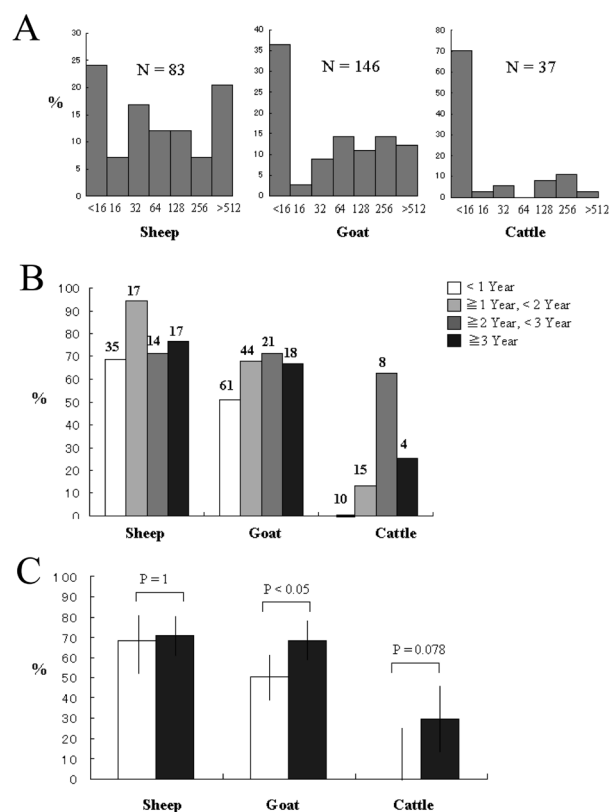 A
30
25
20
15
10
5
0
%
N = 83
<16 16 32 64 128 256 >512
Sheep
40
35
30
25
20
15
10
5
0
N = 146
<16 16 32 64 128 256 >512
Goat
80
70
60
50
40
30
20
10
0
N = 37
<16 16 32 64 128 256 >512
Cattle
B
100
90
80
70
60
50
40
30
20
10
0
%
35 17 14 17
61 44 21 18
10 15 8 4
Sheep Goat Cattle
< 1 Year
≧1 Year, < 2 Year
≧2 Year, < 3 Year
≧3 Year
C
100
90
80
70
60
50
40
30
20
10
0
%
P = 1
P < 0.05
P = 0.078
Sheep Goat Cattle